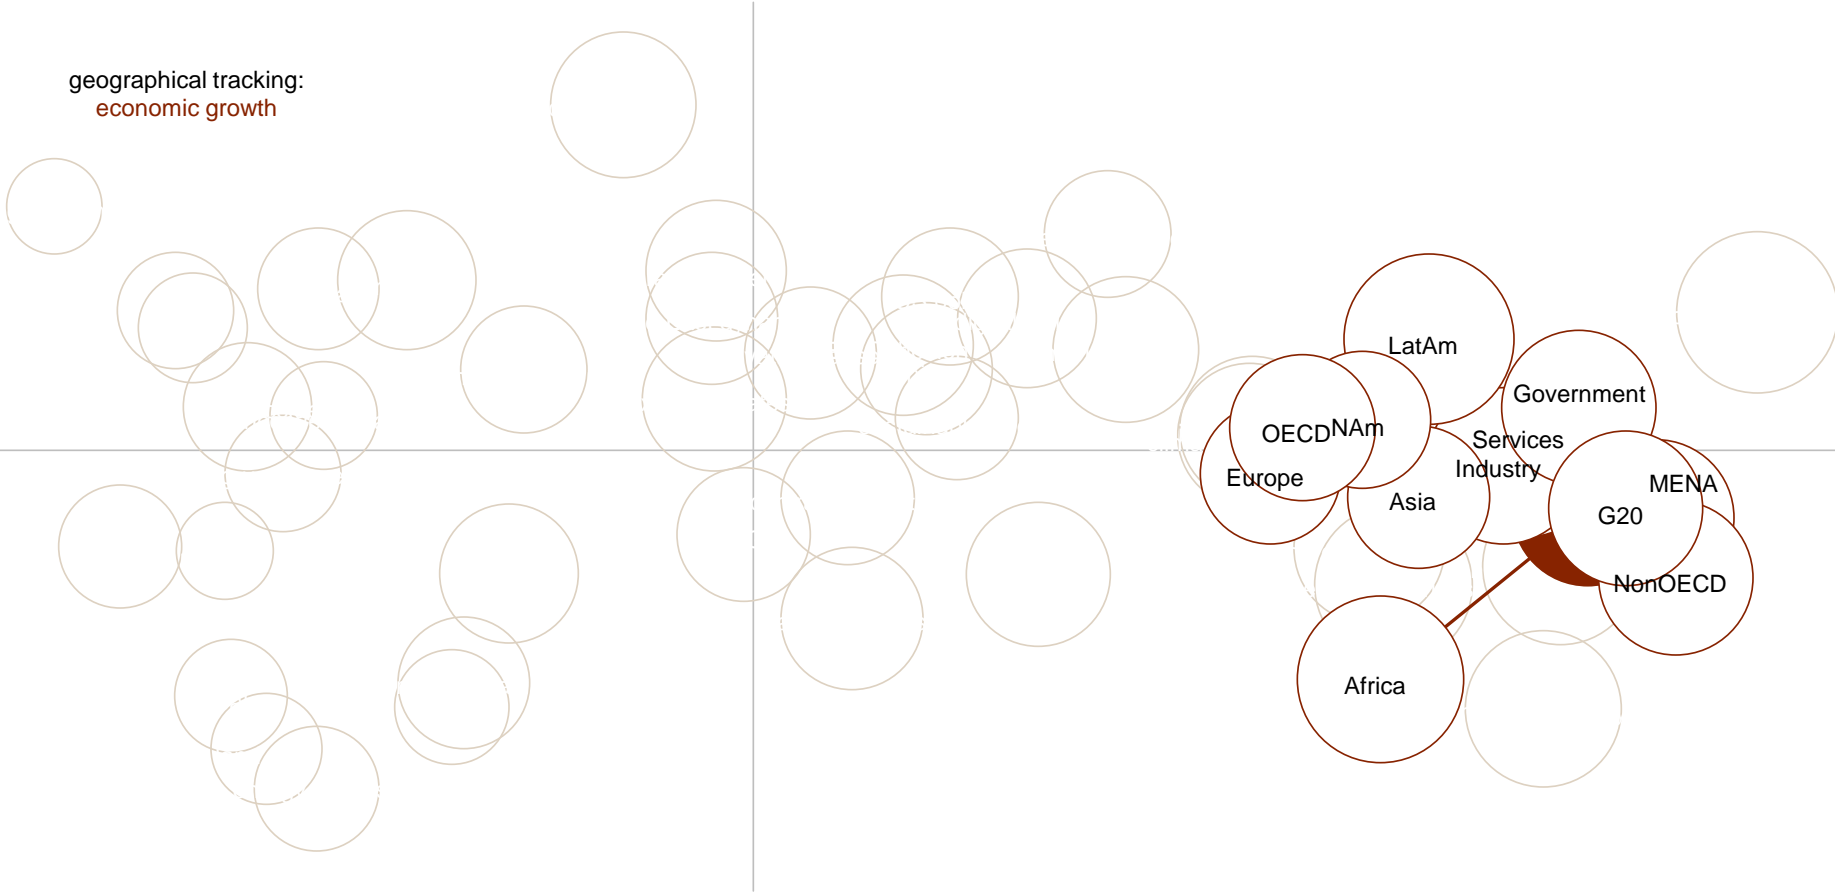 geographical tracking:
economic growth
LatAm
Government
OECD
NAm
Services
Industry
Europe
Asia
MENA
G20
NonOECD
Africa